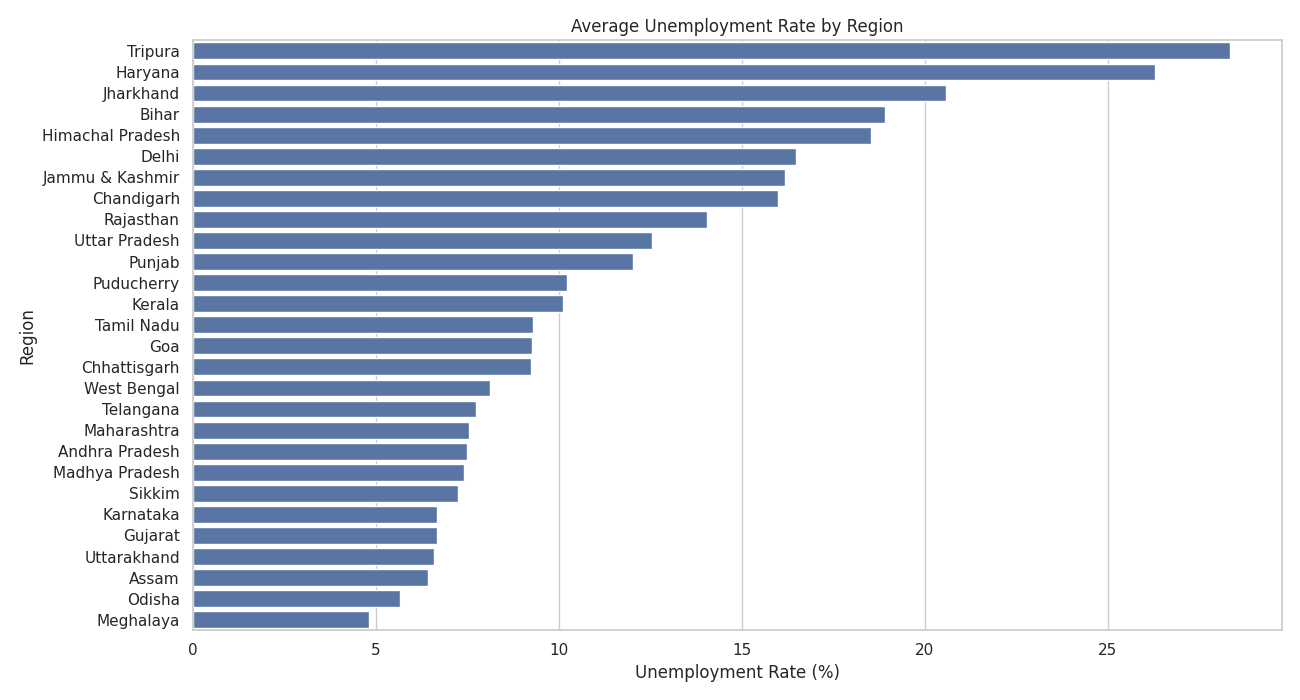 Average Unemployment Rate by Region
Tripura
Haryana
Jharkhand
Bihar
Himachal Pradesh
Delhi
Jammu & Kashmir
Chandigarh
Rajasthan
Uttar Pradesh
Punjab
Puducherry
Kerala
Tamil Nadu
Goa
Chhattisgarh
West Bengal
Telangana
Maharashtra
Andhra Pradesh
Madhya Pradesh
Sikkim
Karnataka
Gujarat
Uttarakhand
Assam
Odisha
Meghalaya
Region
0 5 10 15 20 25
Unemployment Rate (%)